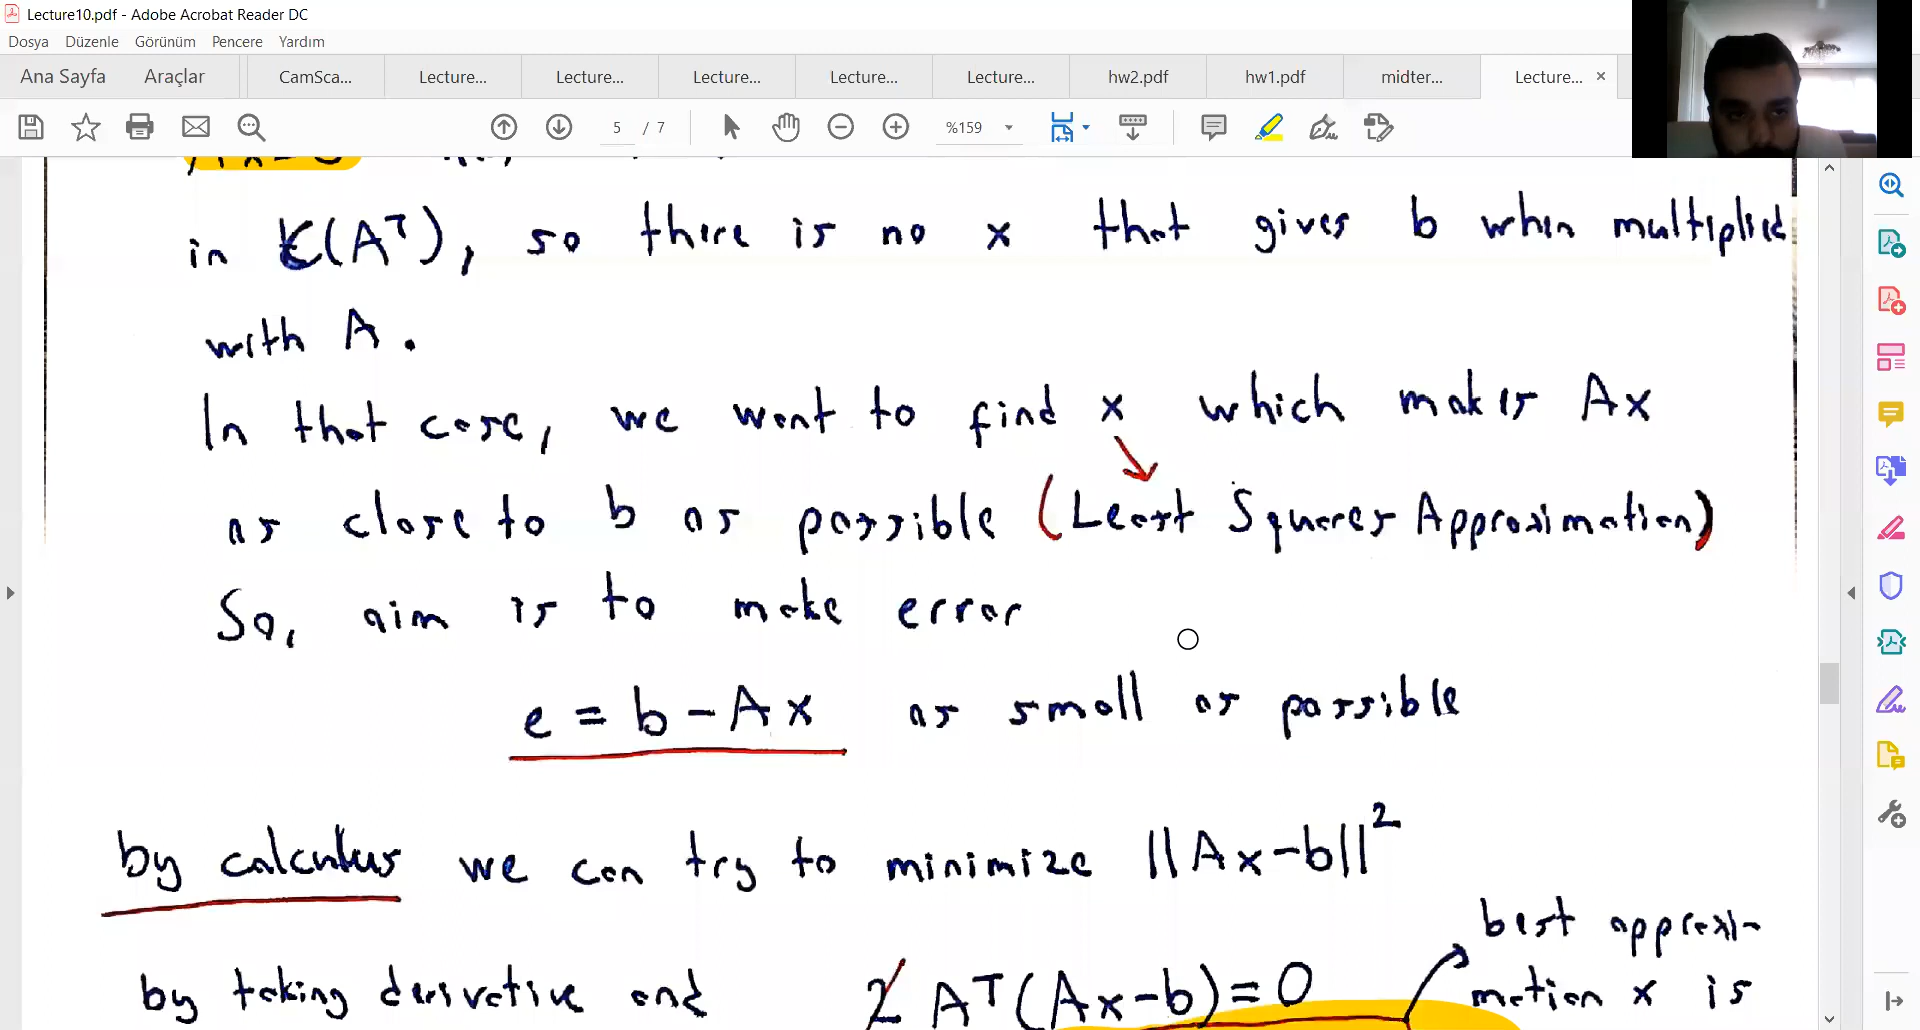 Lecture10.pdf - Adobe Acrobat Reader DC
Dosya Düzenle Görünüm Pencere Yardım
Ana Sayfa Araçlar CamSca... Lecture... Lecture... Lecture... Lecture... Lecture... hw2.pdf hw1.pdf midter... Lecture... ×
5 / 7 %159
in C(Aᵀ), so there is no x that gives b when multiplied
with A.
In that case, we want to find x which makes Ax
as close to b as possible (Least Squares Approximation)
So, aim is to make error
e = b - Ax as small as possible
by calculus we can try to minimize ||Ax-b||²
best approxi-
by taking derivative and 2 Aᵀ(Ax-b)=0 mation x is